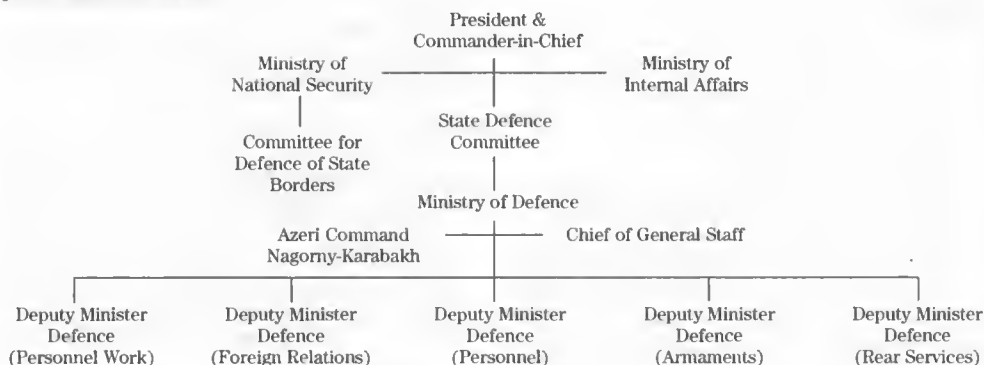 President &
Commander-in-Chief
Ministry of
National Security
Ministry of
Internal Affairs
State Defence
Committee
Committee for
Defence of State
Borders
Ministry of Defence
Azeri Command
Nagorny-Karabakh
Chief of General Staff
Deputy Minister
Defence
(Personnel Work)
Deputy Minister
Defence
(Foreign Relations)
Deputy Minister
Defence
(Personnel)
Deputy Minister
Defence
(Armaments)
Deputy Minister
Defence
(Rear Services)